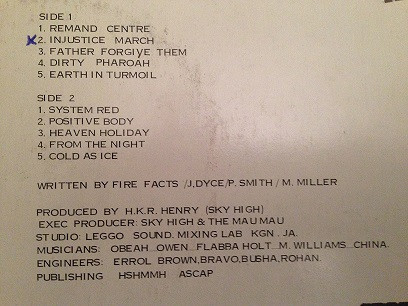 SIDE 1
1. REMAND CENTRE
2. INJUSTICE MARCH
3. FATHER FORGIVE THEM
4. DIRTY PHAROAH
5. EARTH IN TURMOIL
SIDE 2
1. SYSTEM RED
2. POSITIVE BODY
3. HEAVEN HOLIDAY
4. FROM THE NIGHT
5. COLD AS ICE
WRITTEN BY FIRE FACTS /J,DYCE/P. SMITH / M. MILLER
PRODUCED BY H.K.R. HENRY (SKY HIGH)
EXEC PRODUCER: SKY HIGH & THE MAU MAU
STUDIO: LEGGO SOUND. MIXING LAB KGN . JA.
MUSICIANS: OBEAH...OWEN...FLABBA HOLT...M. WILLIAMS...CHINA.
ENGINEERS: ERROL BROWN,BRAVO,BUSHA,ROHAN.
PUBLISHING HSHMMH ASCAP